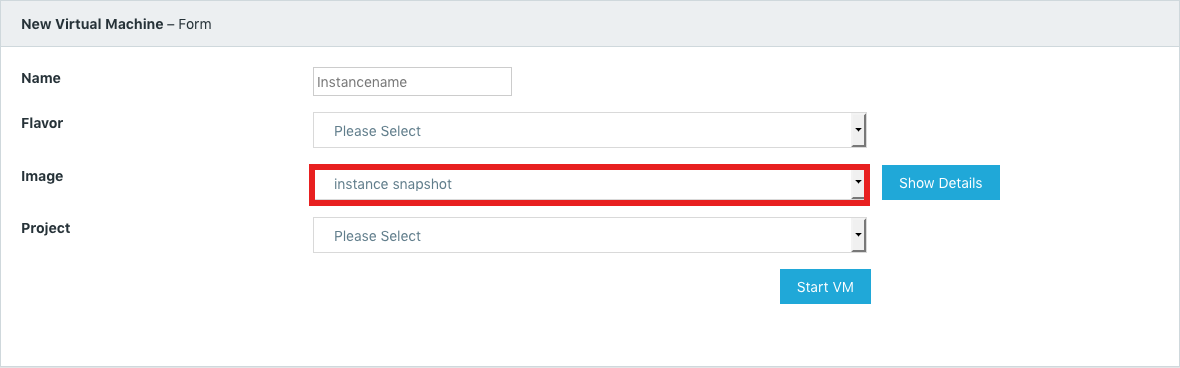 New Virtual Machine – Form
Name
Instancename
Flavor
Please Select
Image
instance snapshot
Show Details
Project
Please Select
Start VM